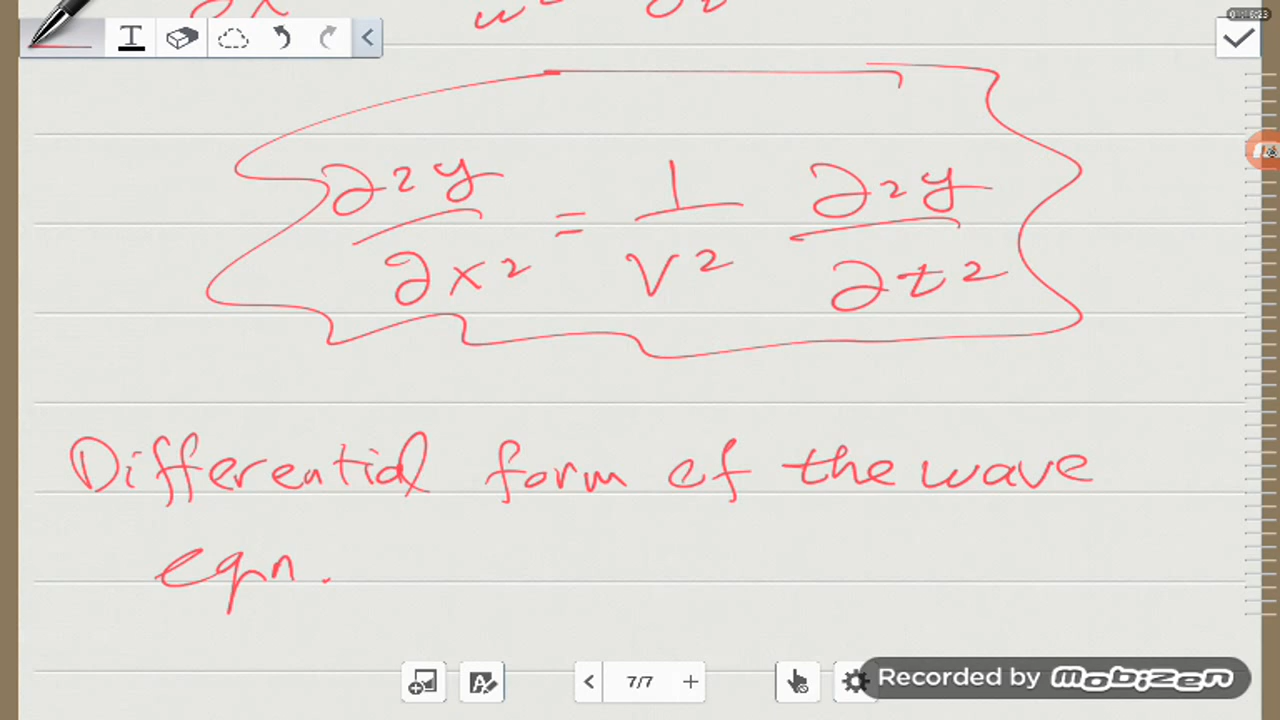 ∂²y/∂x² = 1/v² ∂²y/∂t²
Differential form of the wave
eqn.
T
7/7
Recorded by mobizen